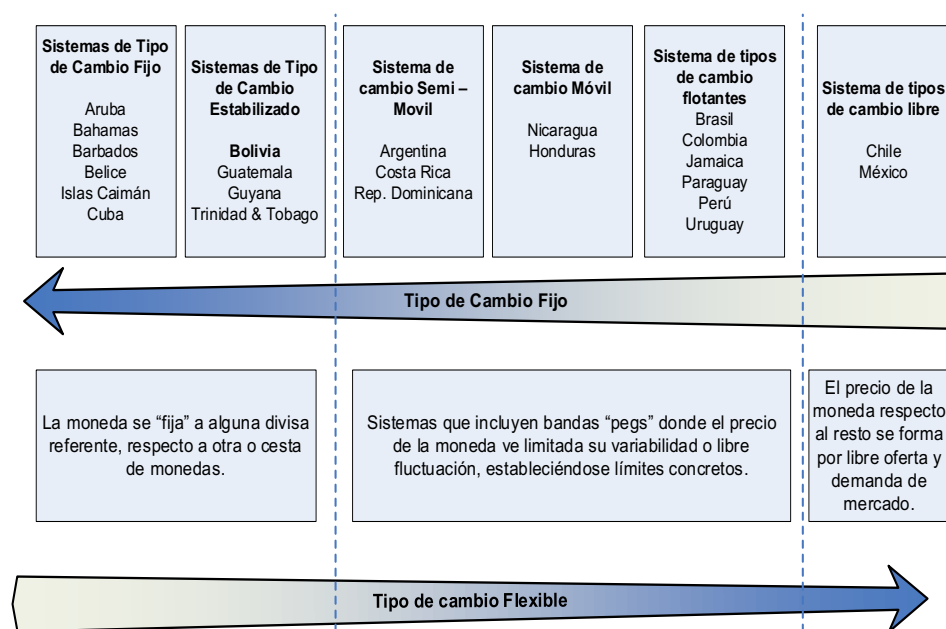 Sistemas de Tipo
de Cambio Fijo
Aruba
Bahamas
Barbados
Belice
Islas Caimán
Cuba
Sistemas de Tipo
de Cambio
Estabilizado
Bolivia
Guatemala
Guyana
Trinidad & Tobago
Sistema de
cambio Semi –
Movil
Argentina
Costa Rica
Rep. Dominicana
Sistema de
cambio Móvil
Nicaragua
Honduras
Sistema de tipos
de cambio
flotantes
Brasil
Colombia
Jamaica
Paraguay
Perú
Uruguay
Sistema de tipos
de cambio libre
Chile
México
Tipo de Cambio Fijo
La moneda se “fija” a alguna divisa
referente, respecto a otra o cesta
de monedas.
Sistemas que incluyen bandas “pegs” donde el precio
de la moneda ve limitada su variabilidad o libre
fluctuación, estableciéndose límites concretos.
El precio de la
moneda respecto
al resto se forma
por libre oferta y
demanda de
mercado.
Tipo de cambio Flexible